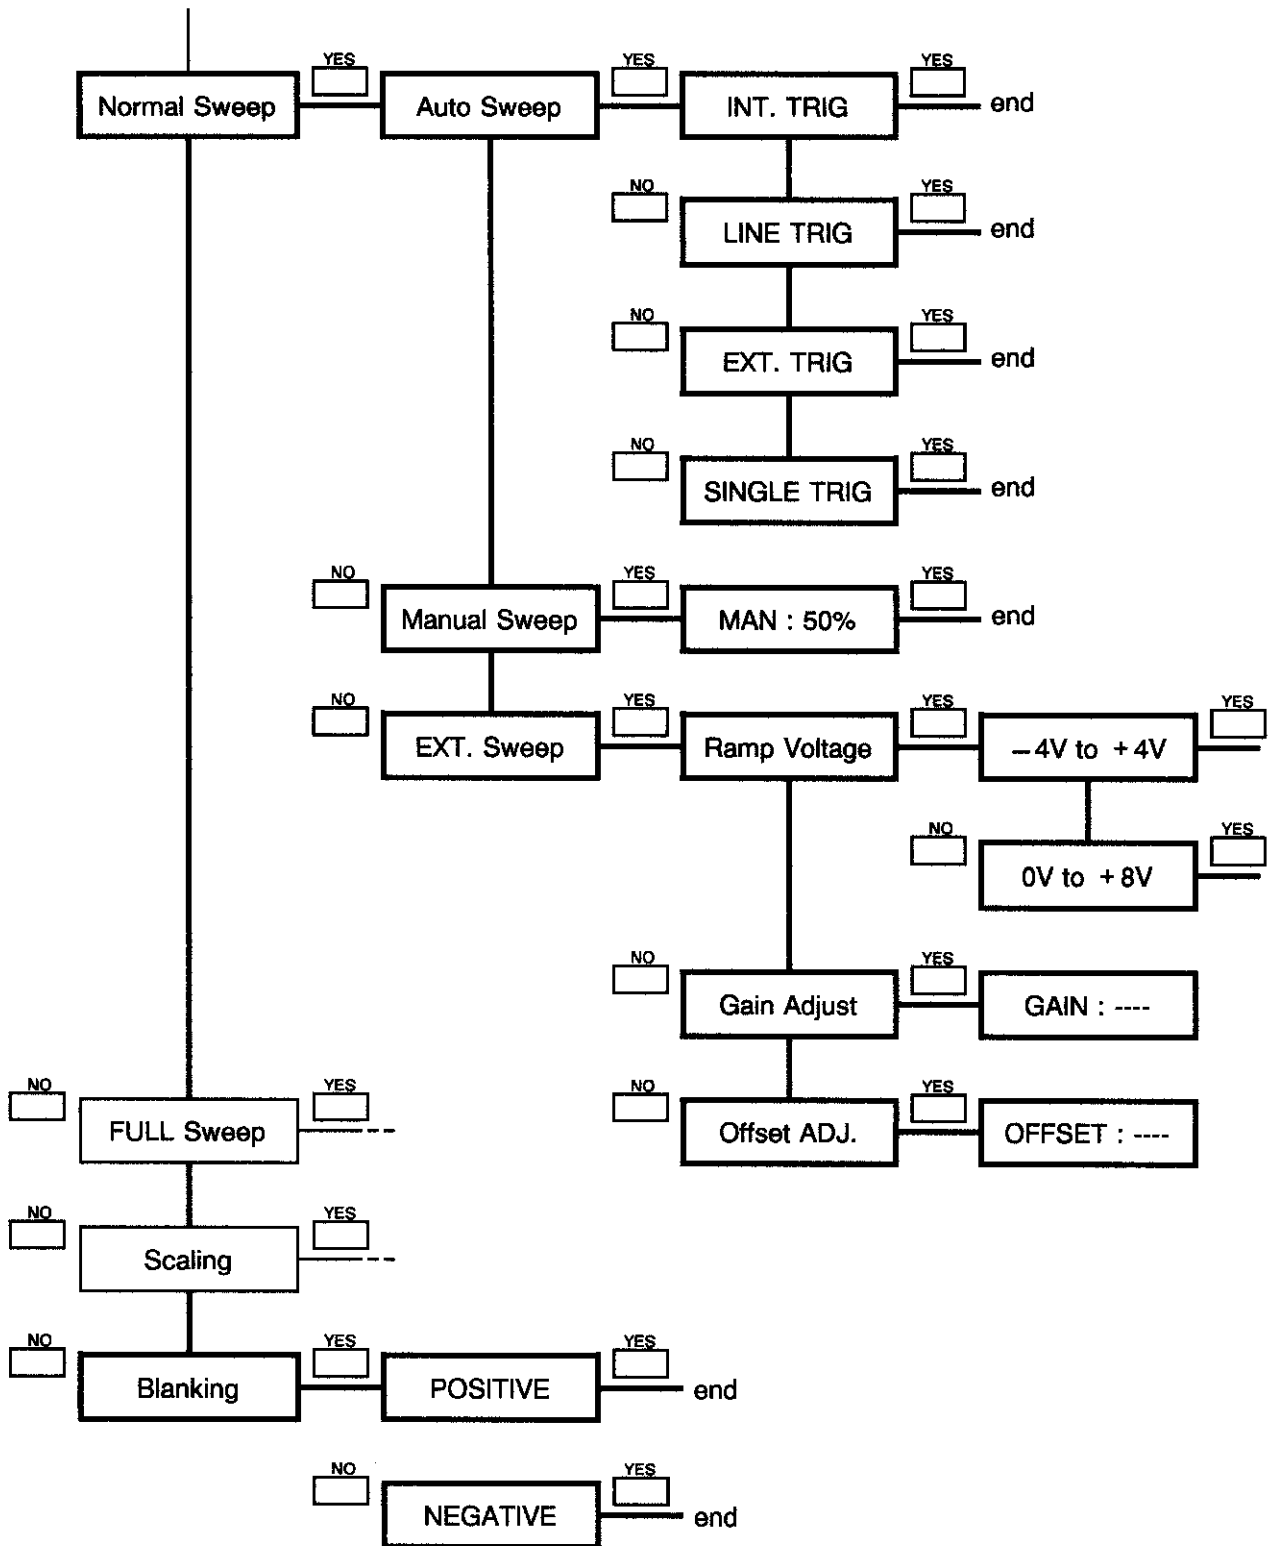 YES YES YES
Normal Sweep Auto Sweep INT. TRIG end
NO YES
LINE TRIG end
NO YES
EXT. TRIG end
NO YES
SINGLE TRIG end
NO YES YES
Manual Sweep MAN : 50% end
NO YES YES YES
EXT. Sweep Ramp Voltage –4V to +4V
NO YES
0V to +8V
NO YES
Gain Adjust GAIN : ----
NO YES NO YES
FULL Sweep Offset ADJ. OFFSET : ----
NO YES
Scaling
NO YES YES
Blanking POSITIVE end
NO YES
NEGATIVE end